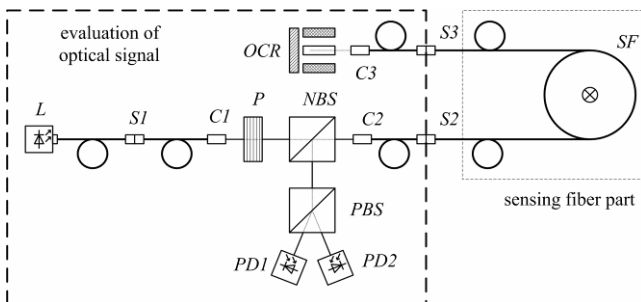 evaluation of
optical signal
OCR
C3
S3
SF
L
S1
C1
P
NBS
C2
S2
PBS
sensing fiber part
PD1
PD2